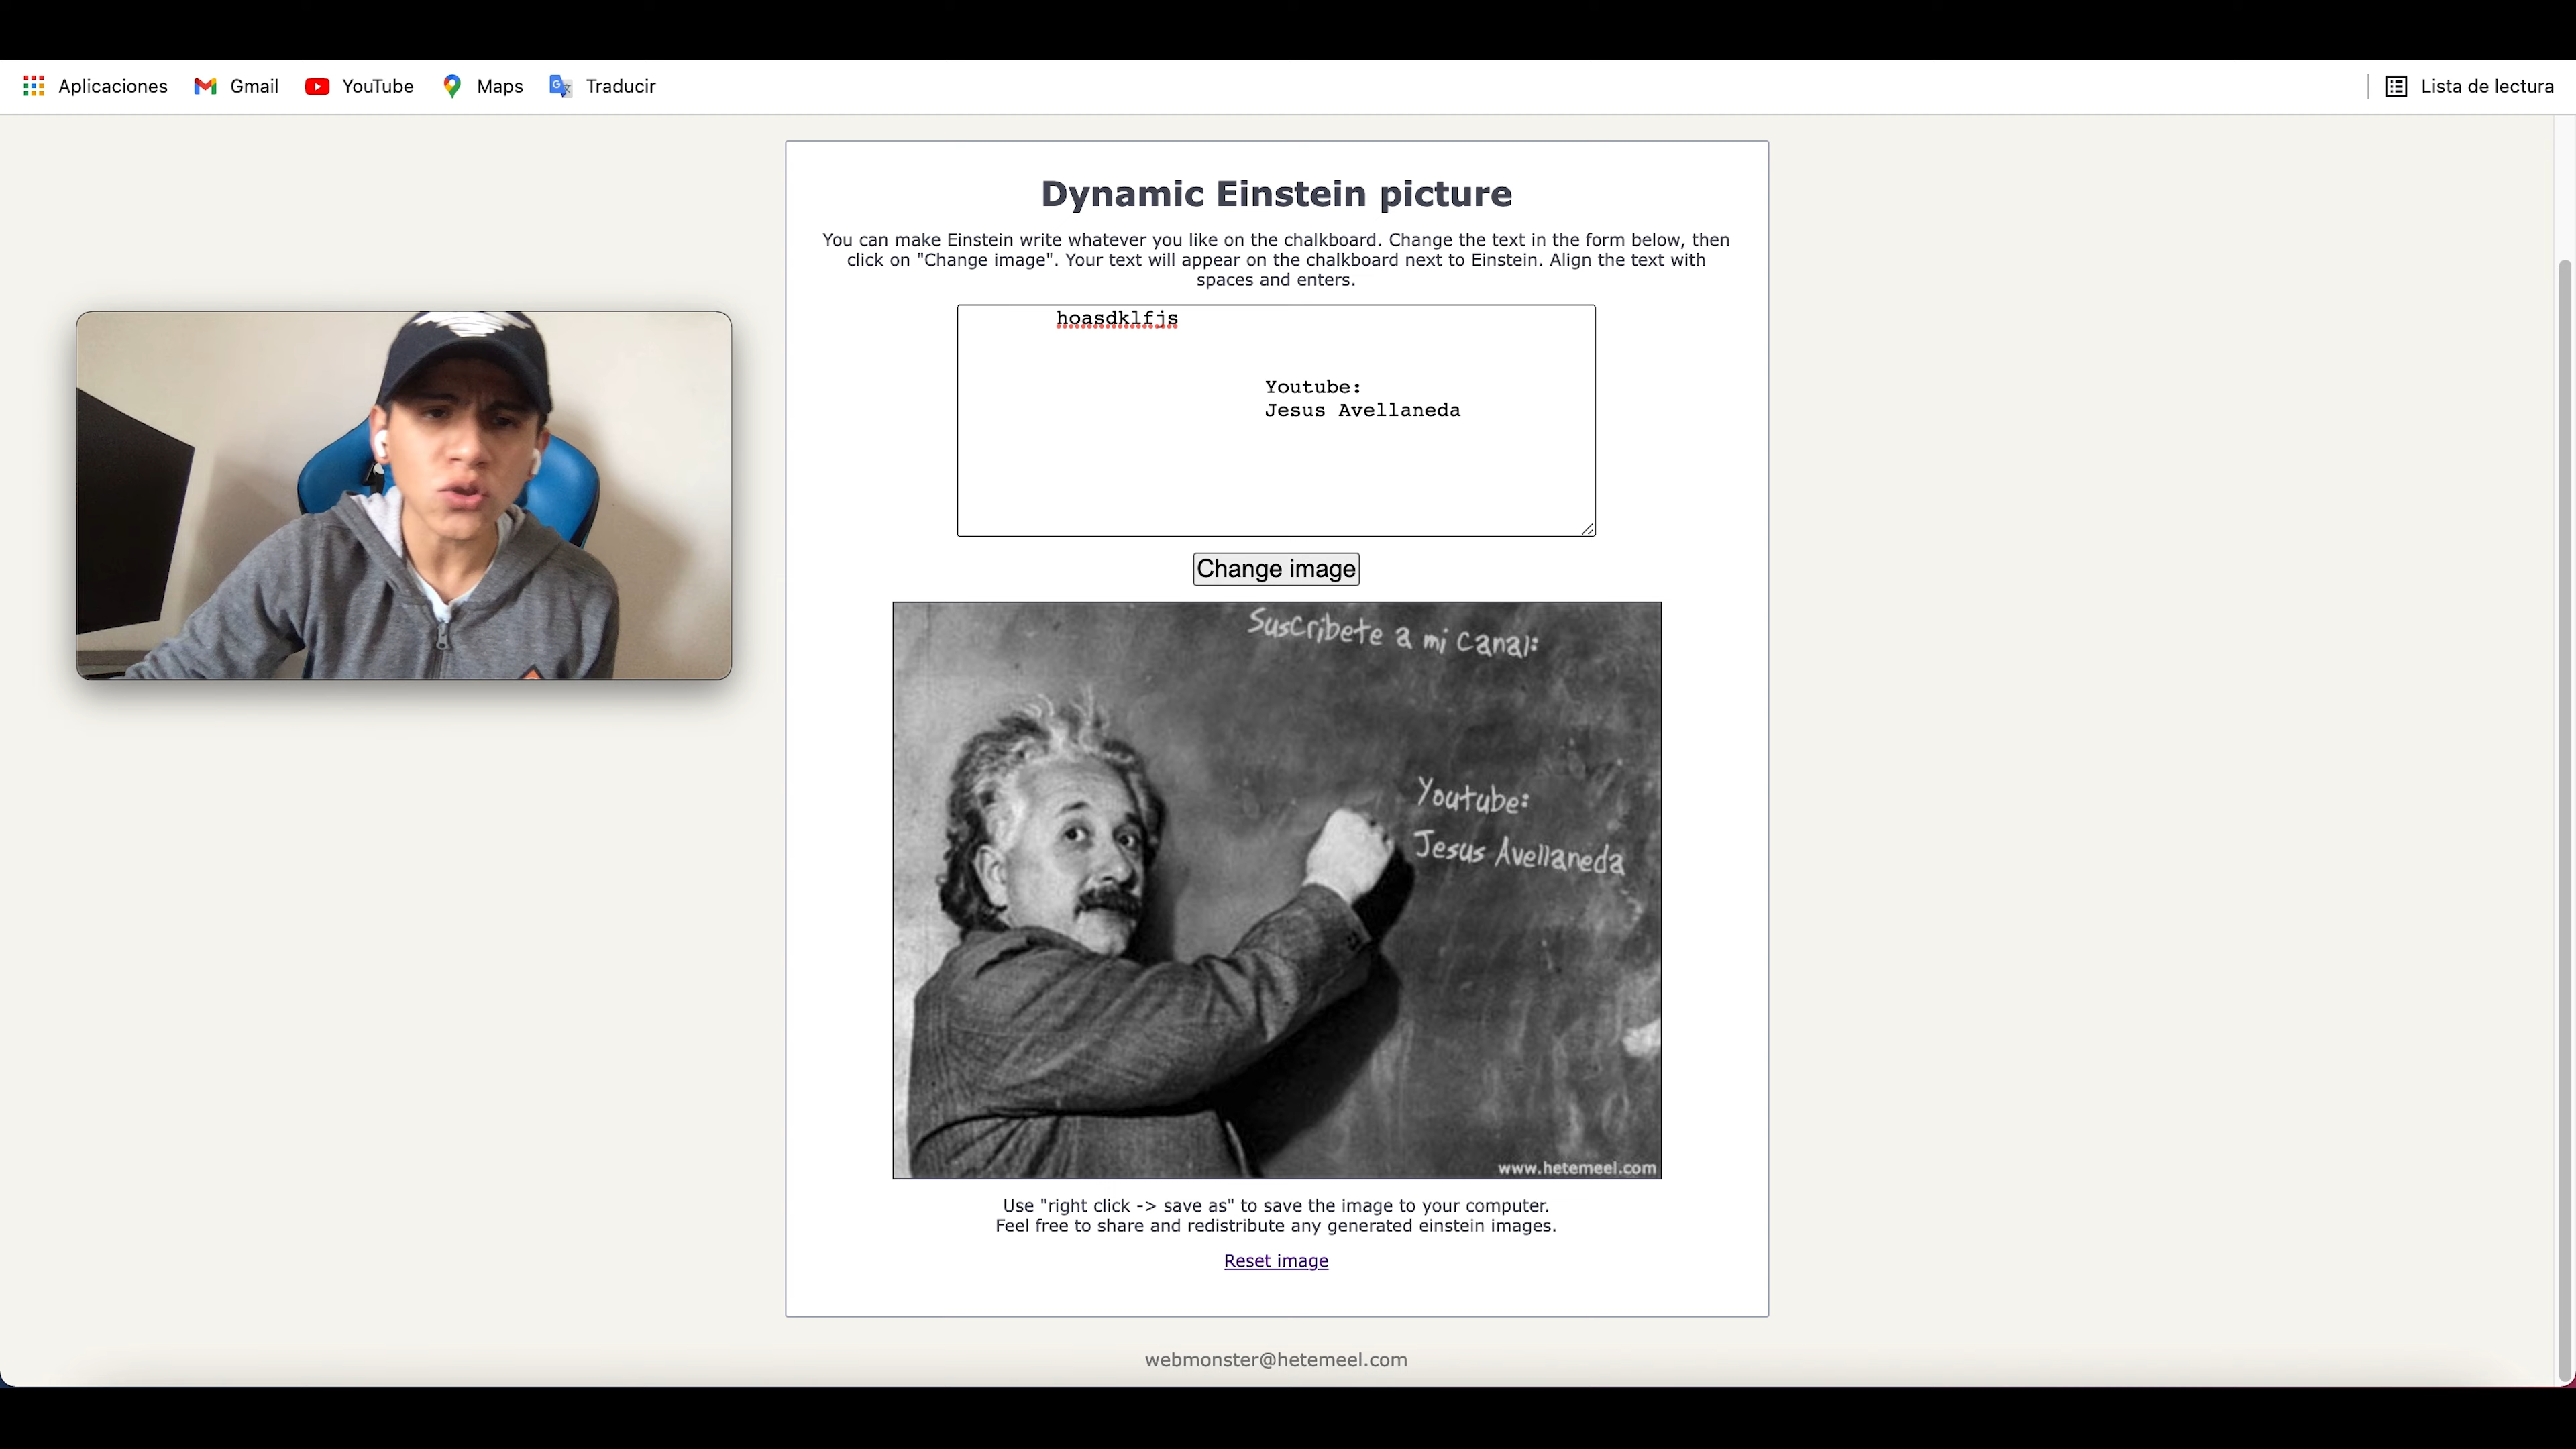 Aplicaciones Gmail YouTube Maps Traducir Lista de lectura
Dynamic Einstein picture
You can make Einstein write whatever you like on the chalkboard. Change the text in the form below, then
click on "Change image". Your text will appear on the chalkboard next to Einstein. Align the text with
spaces and enters.
hoasdklfjs
Youtube:
Jesus Avellaneda
Change image
Suscribete a mi canal:
Youtube:
Jesus Avellaneda
www.hetemeel.com
Use "right click -> save as" to save the image to your computer.
Feel free to share and redistribute any generated einstein images.
Reset image
webmonster@hetemeel.com